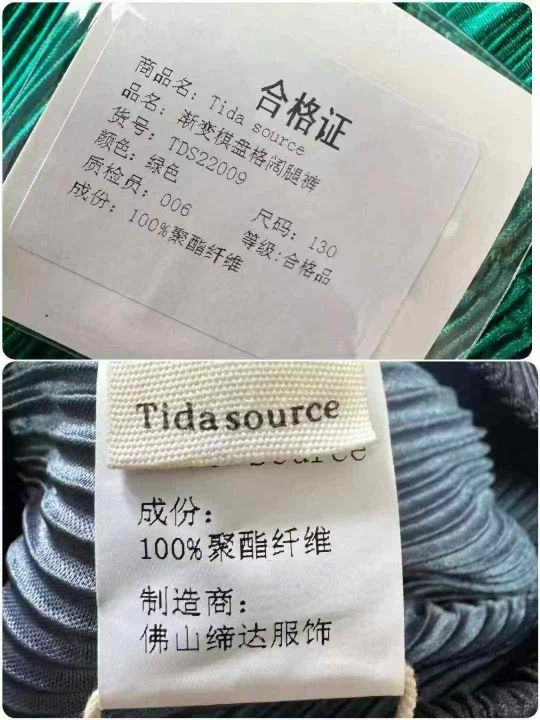 合格证
商品名：Tida source
品名：渐变棋盘格阔腿裤
货号：TDS22009
颜色：绿色 尺码：130
质检员：006 等级:合格品
成份：100%聚酯纤维
Tida source
source
成份：
100%聚酯纤维
制造商：
佛山缔达服饰